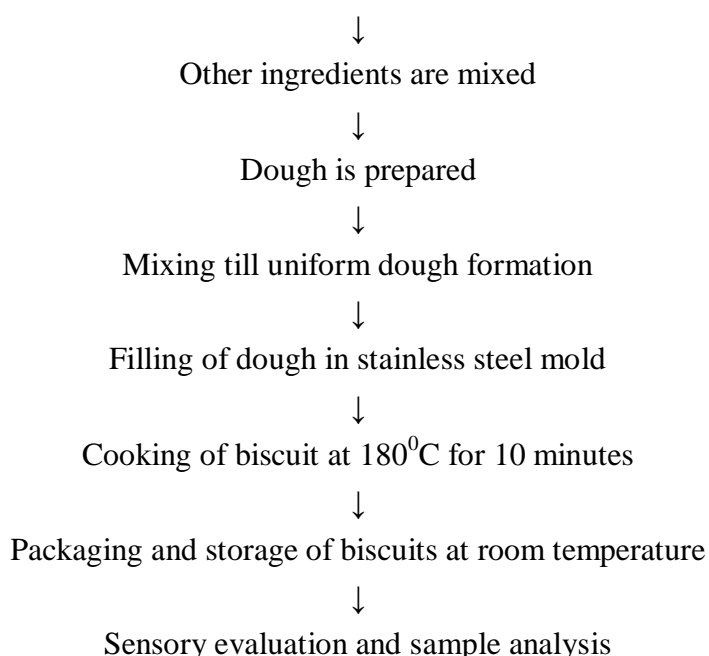 ↓
Other ingredients are mixed
↓
Dough is prepared
↓
Mixing till uniform dough formation
↓
Filling of dough in stainless steel mold
↓
Cooking of biscuit at 180⁰C for 10 minutes
↓
Packaging and storage of biscuits at room temperature
↓
Sensory evaluation and sample analysis